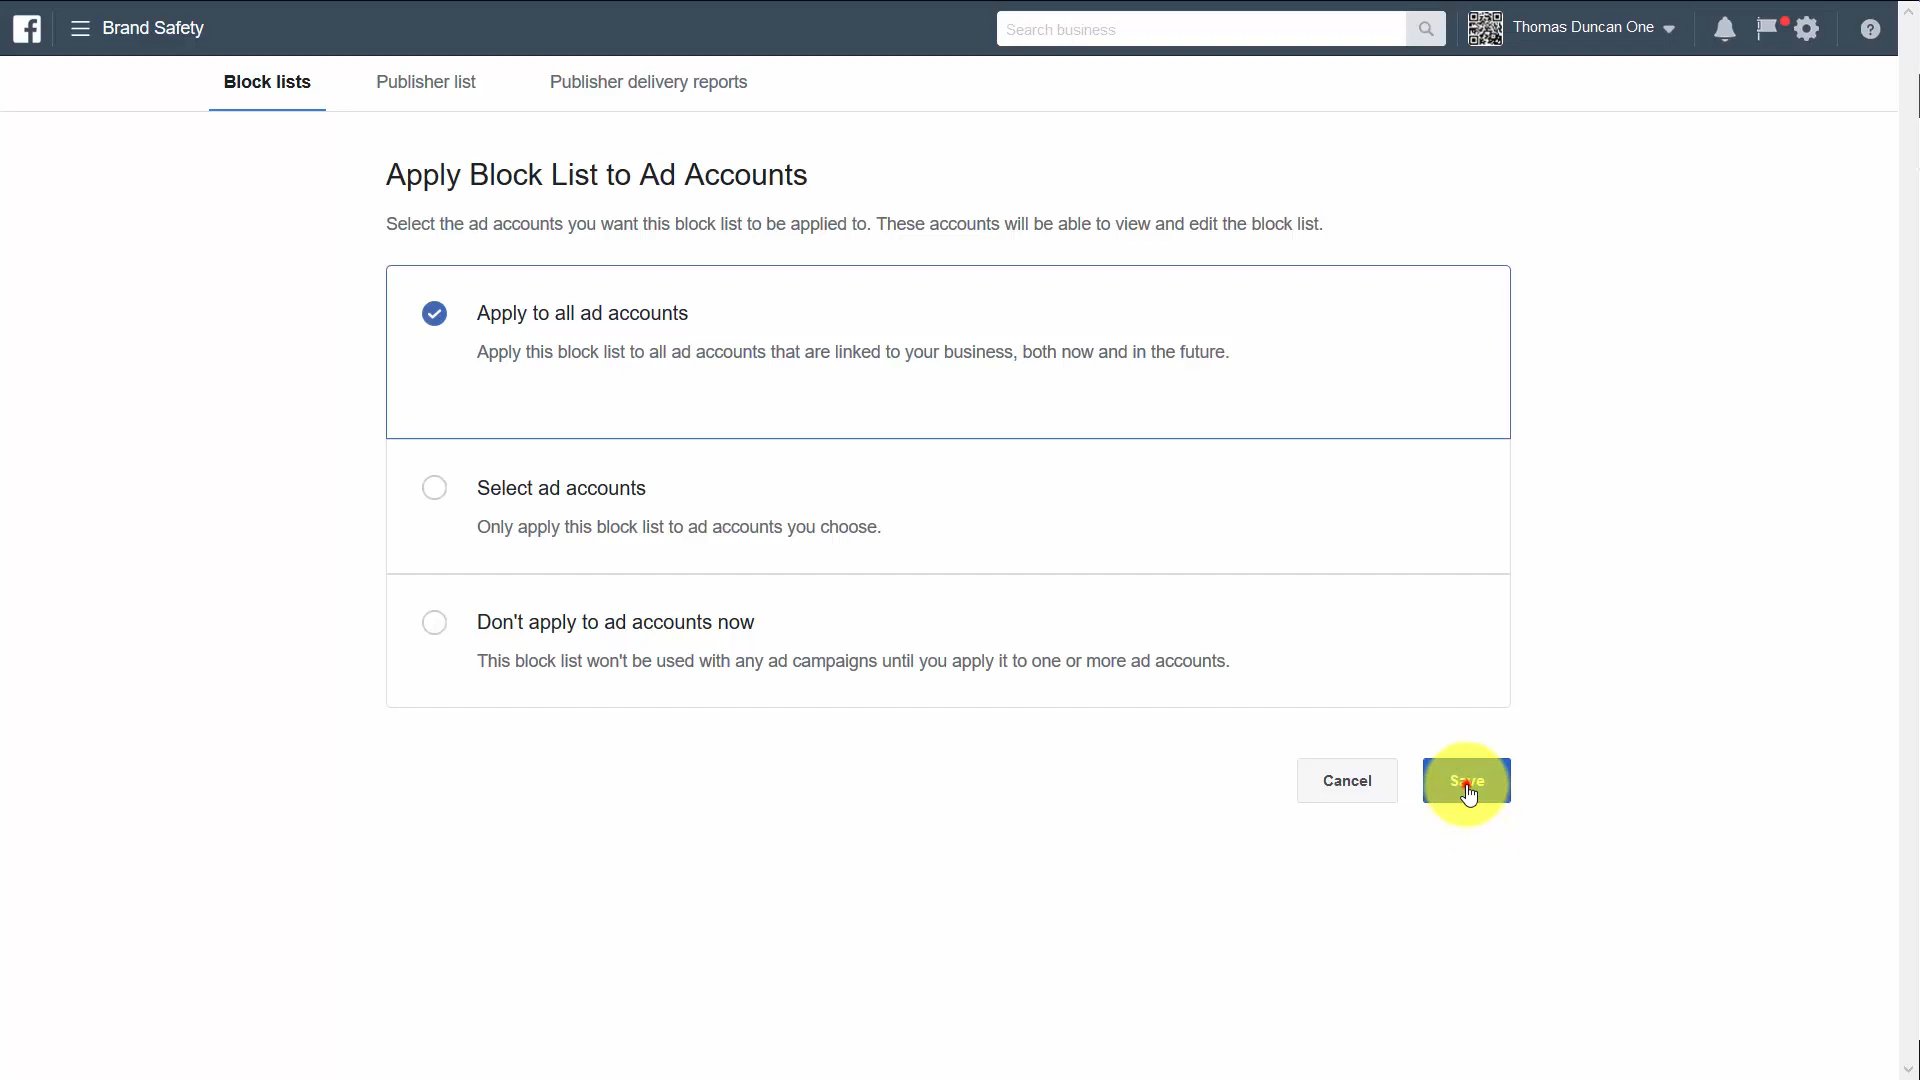 Brand Safety
Search business
Thomas Duncan One
Block lists
Publisher list
Publisher delivery reports
Apply Block List to Ad Accounts
Select the ad accounts you want this block list to be applied to. These accounts will be able to view and edit the block list.
Apply to all ad accounts
Apply this block list to all ad accounts that are linked to your business, both now and in the future.
Select ad accounts
Only apply this block list to ad accounts you choose.
Don't apply to ad accounts now
This block list won't be used with any ad campaigns until you apply it to one or more ad accounts.
Cancel
Save